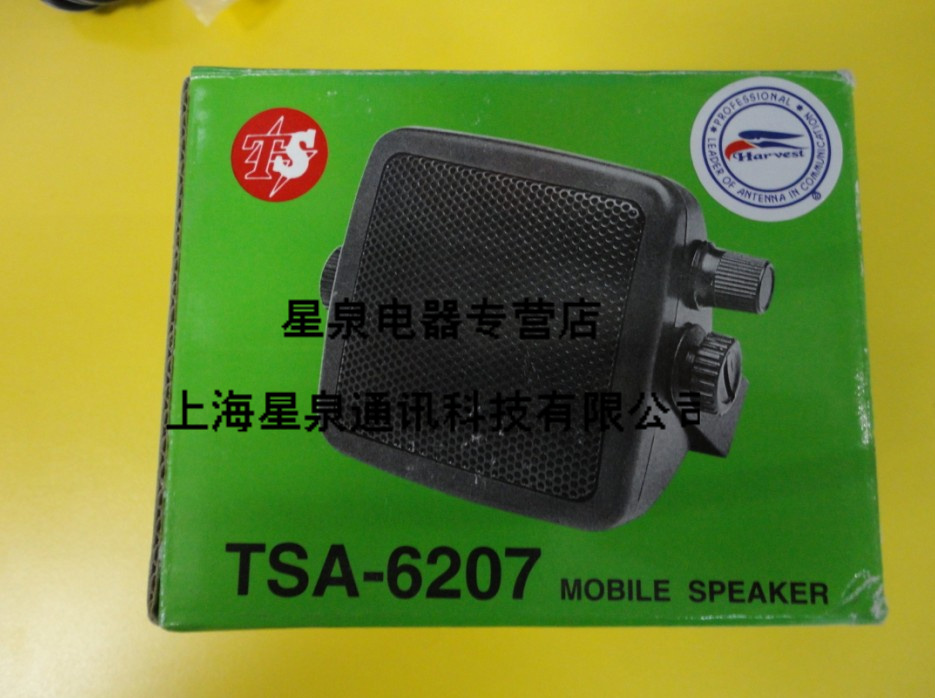 TS
PROFESSIONAL
LEADER OF ANTENNA IN COMMUNICATION
Harvest
®
星泉电器专营店
上海星泉通讯科技有限公司
TSA-6207 MOBILE SPEAKER